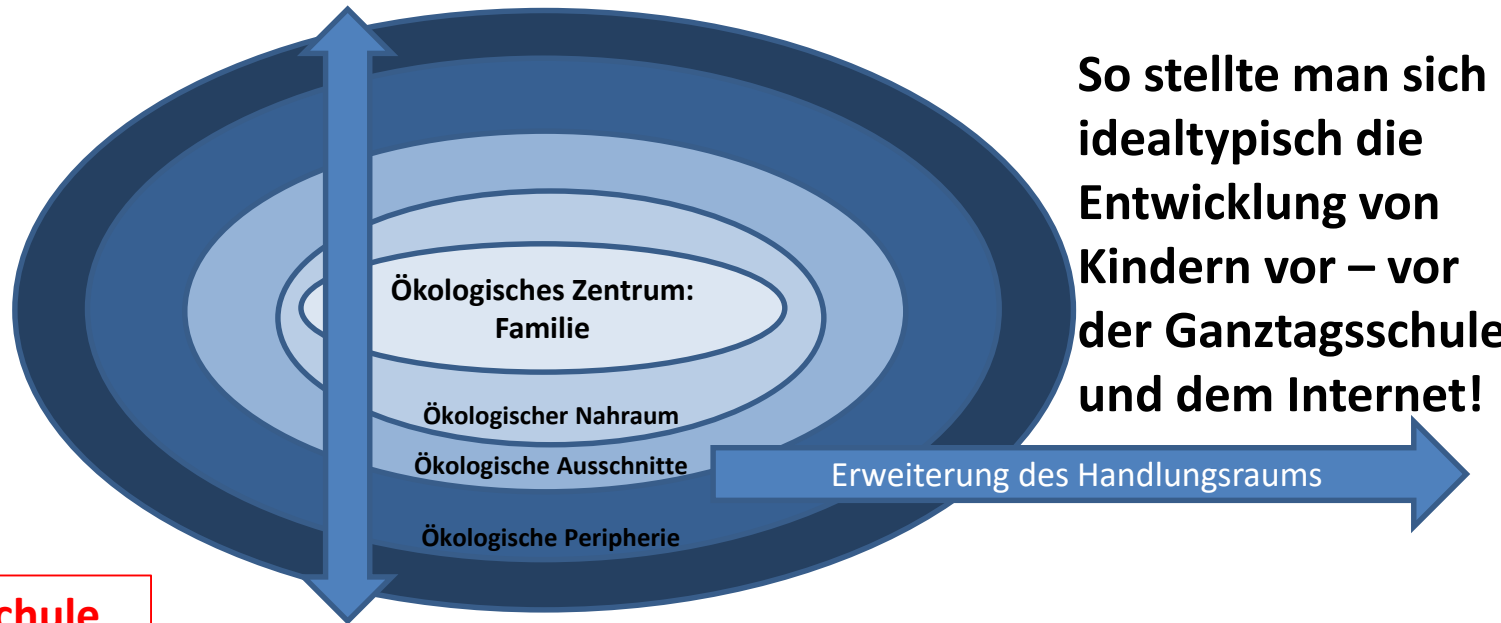 So stellte man sich
idealtypisch die
Entwicklung von
Kindern vor – vor
der Ganztagsschule
und dem Internet!
Ökologisches Zentrum:
Familie
Ökologischer Nahraum
Ökologische Ausschnitte
Erweiterung des Handlungsraums
Ökologische Peripherie